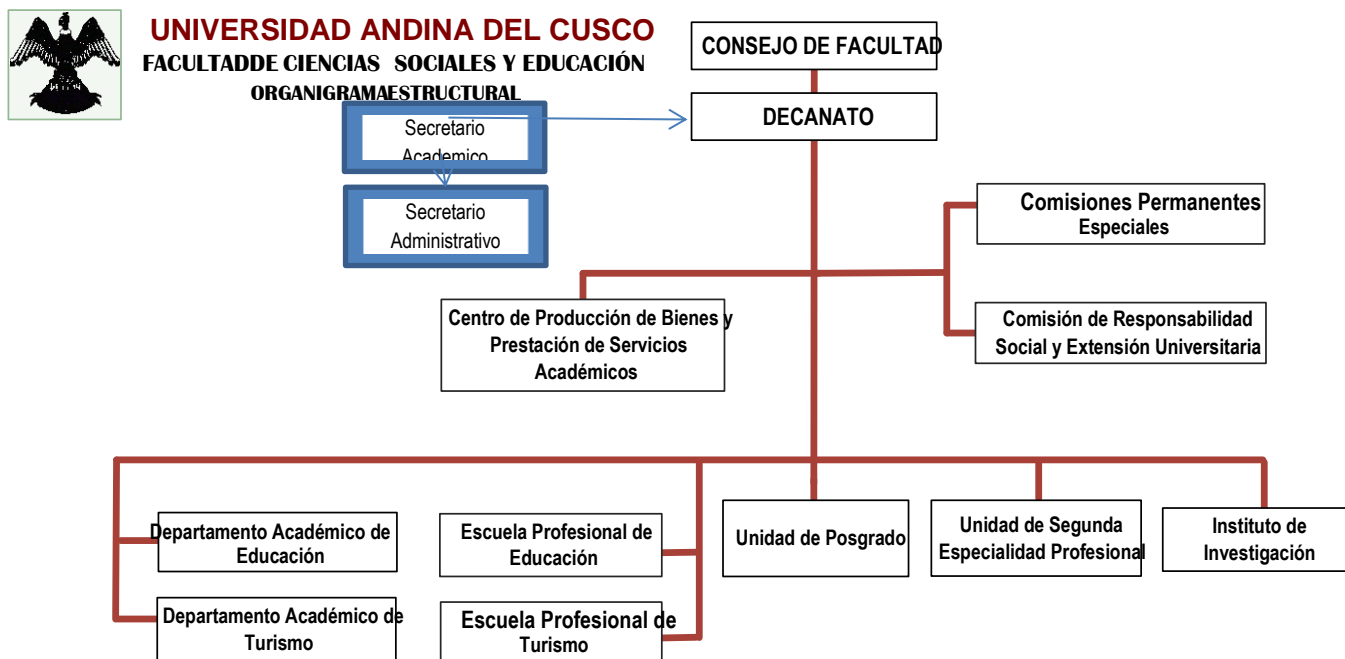 UNIVERSIDAD ANDINA DEL CUSCO
FACULTADDE CIENCIAS SOCIALES Y EDUCACIÓN
ORGANIGRAMAESTRUCTURAL
CONSEJO DE FACULTAD
DECANATO
Secretario
Academico
Secretario
Administrativo
Comisiones Permanentes
Especiales
Centro de Producción de Bienes y
Prestación de Servicios
Académicos
Comisión de Responsabilidad
Social y Extensión Universitaria
Departamento Académico de
Educación
Escuela Profesional de
Educación
Unidad de Posgrado
Unidad de Segunda
Especialidad Profesional
Instituto de
Investigación
Departamento Académico de
Turismo
Escuela Profesional de
Turismo